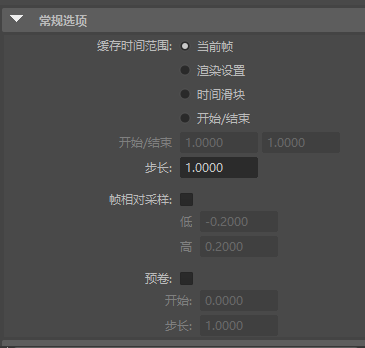 常规选项
缓存时间范围: 当前帧
渲染设置
时间滑块
开始/结束
开始/结束 1.0000 1.0000
步长: 1.0000
帧相对采样:
低 -0.2000
高 0.2000
预卷:
开始: 0.0000
步长: 1.0000